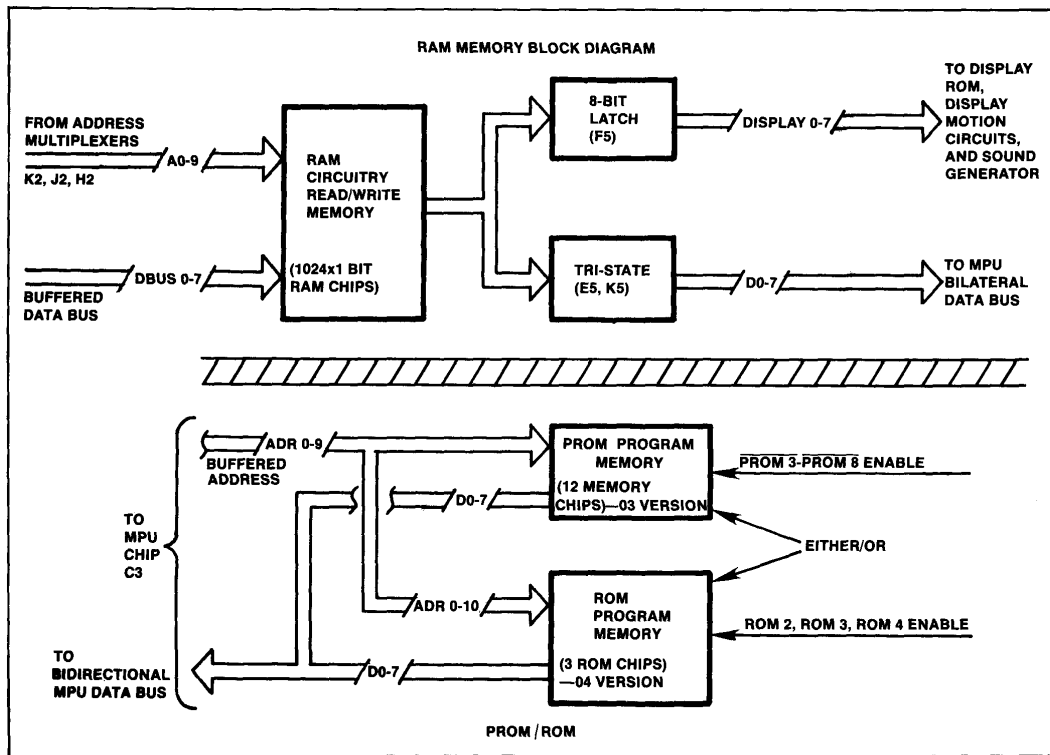 RAM MEMORY BLOCK DIAGRAM
FROM ADDRESS
MULTIPLEXERS
A0-9
K2, J2, H2
DBUS 0-7
BUFFERED
DATA BUS
RAM
CIRCUITRY
READ/WRITE
MEMORY
(1024x1 BIT
RAM CHIPS)
8-BIT
LATCH
(F5)
DISPLAY 0-7
TO DISPLAY
ROM,
DISPLAY
MOTION
CIRCUITS,
AND SOUND
GENERATOR
TRI-STATE
(E5, K5)
D0-7
TO MPU
BILATERAL
DATA BUS
ADR 0-9
BUFFERED
ADDRESS
PROM PROGRAM
MEMORY
(12 MEMORY
CHIPS)—03 VERSION
PROM 3-PROM 8 ENABLE
D0-7
TO
MPU
CHIP
C3
EITHER/OR
ADR 0-10
ROM
PROGRAM
MEMORY
(3 ROM CHIPS)
—04 VERSION
ROM 2, ROM 3, ROM 4 ENABLE
D0-7
TO
BIDIRECTIONAL
MPU DATA BUS
PROM/ROM